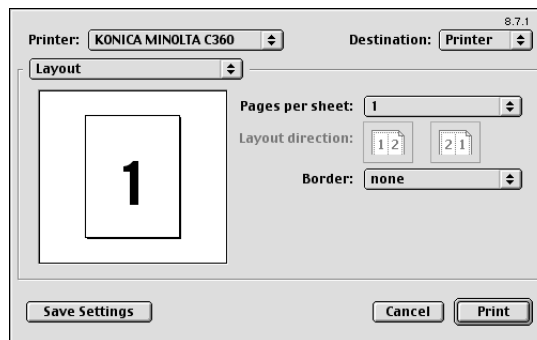 8.7.1
Printer: KONICA MINOLTA C360 Destination: Printer
Layout
Pages per sheet: 1
Layout direction: 1 2 2 1
Border: none
1
Save Settings Cancel Print